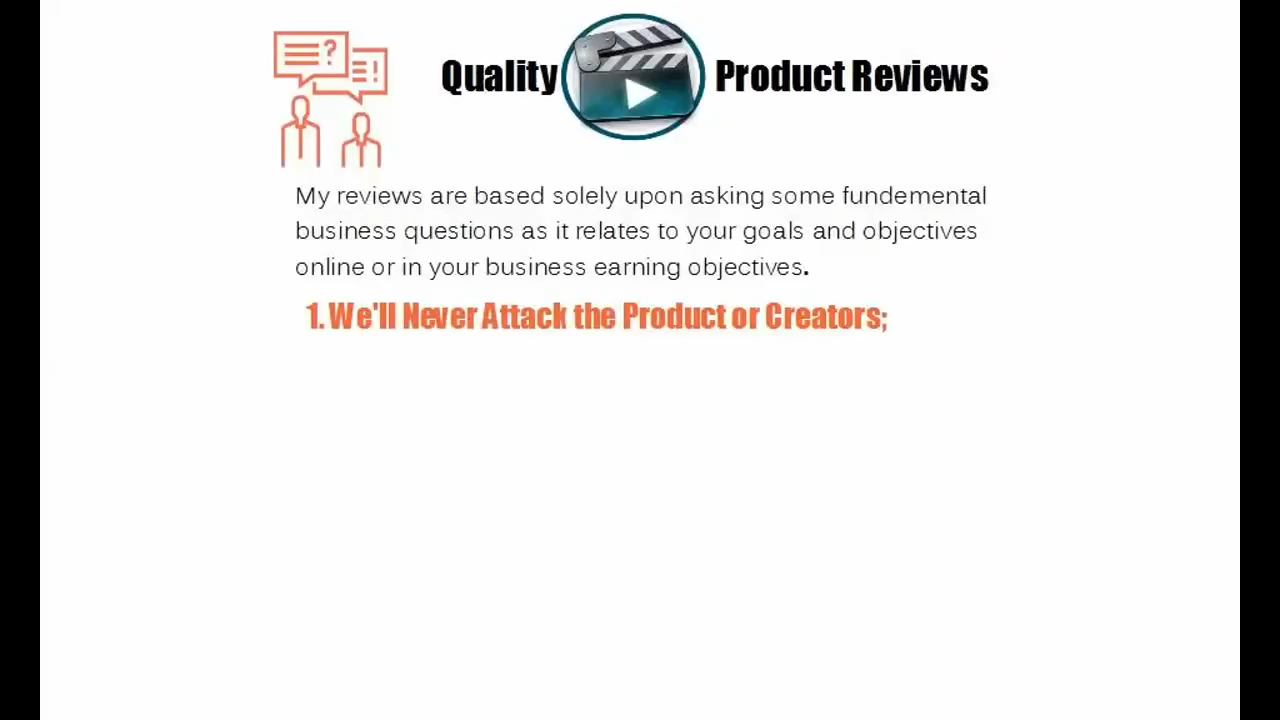 Quality Product Reviews
My reviews are based solely upon asking some fundemental
business questions as it relates to your goals and objectives
online or in your business earning objectives.
1. We'll Never Attack the Product or Creators;